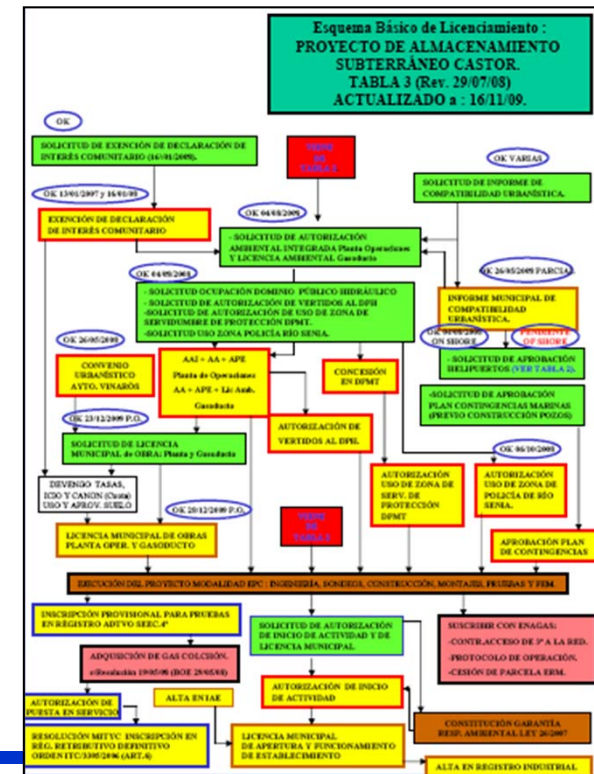 Esquema Básico de Licenciamiento :
PROYECTO DE ALMACENAMIENTO
SUBTERRÁNEO CASTOR.
TABLA 3 (Rev. 29/07/08)
ACTUALIZADO a : 16/11/09.
OK
SOLICITUD DE EXENCIÓN DE DECLARACIÓN DE
INTERÉS COMUNITARIO
VIENE
DE
OK VARIAS
SOLICITUD DE INFORME DE
COMPATIBILIDAD URBANÍSTICA.
OK 13/01/2007 y 16/01/08
EXENCIÓN DE DECLARACIÓN
DE INTERÉS COMUNITARIO
OK 04/08/2008
- SOLICITUD DE AUTORIZACIÓN
AMBIENTAL INTEGRADA Planta Operaciones
Y LICENCIA AMBIENTAL Gasoducto
OK 04/08/2008
- SOLICITUD OCUPACIÓN DOMINIO PÚBLICO HIDRÁULICO
- SOLICITUD DE AUTORIZACIÓN DE VERTIDOS AL DPH
-SOLICITUD DE AUTORIZACIÓN DE USO DE ZONA DE
SERVIDUMBRE DE PROTECCIÓN DPMT.
-SOLICITUD USO ZONA POLICÍA RÍO SENIA.
OK 26/05/2008 PARCIAL
INFORME MUNICIPAL DE
COMPATIBILIDAD
URBANÍSTICA.
ON SHORE
PENDIENTE
OF SHORE
- SOLICITUD DE APROBACIÓN
HELIPUERTOS (VER TABLA 2).
OK 26/05/2008
CONVENIO
URBANÍSTICO
AYTO. VINARÓS
AAI + AA + APE
Planta de Operaciones
AA + APE + Lic Amb.
Gasoducto
CONCESIÓN
EN DPMT
-SOLICITUD DE APROBACIÓN
PLAN CONTINGENCIAS MARINAS
(PREVIO CONSTRUCCIÓN POZOS)
OK 23/12/2009 P.O.
AUTORIZACIÓN DE
VERTIDOS AL DPH.
SOLICITUD DE LICENCIA
MUNICIPAL de OBRA: Planta y Gasoducto
OK 06/10/2008
DEVENGO TASAS,
ICIO Y CANON (Cuota)
USO Y APROV. SUELO
AUTORIZACIÓN
USO DE ZONA DE
SERV. DE
PROTECCIÓN
DPMT
AUTORIZACIÓN
USO DE ZONA DE
POLICÍA DE RÍO
SENIA.
OK 28/12/2009 P.O.
LICENCIA MUNICIPAL DE OBRAS
PLANTA OPER. Y GASODUCTO
VIENE
DE
APROBACIÓN PLAN
DE CONTINGENCIAS
EJECUCIÓN DEL PROYECTO MODALIDAD EPC : INGENIERÍA, SONDEOS, CONSTRUCCIÓN, MONTAJES, PRUEBAS Y PEM.
INSCRIPCIÓN PROVISIONAL PARA PRUEBAS
EN REGISTRO ADTVO SECC.4ª
SOLICITUD DE AUTORIZACIÓN
DE INICIO DE ACTIVIDAD Y DE
LICENCIA MUNICIPAL
SUSCRIBIR CON ENAGAS:
-CONTR.ACCESO DE 3º A LA RED.
-PROTOCOLO DE OPERACIÓN.
-CESIÓN DE PARCELA ERM.
ADQUISICIÓN DE GAS COLCHÓN.
AUTORIZACIÓN DE
PUESTA EN SERVICIO
ALTA EN IAE
AUTORIZACIÓN DE INICIO
DE ACTIVIDAD
RESOLUCIÓN MITYC INSCRIPCIÓN EN
REG. RETRIBUTIVO DEFINITIVO
ORDEN ITC/3305/2006 (ART.6)
LICENCIA MUNICIPAL
DE APERTURA Y FUNCIONAMIENTO
DE ESTABLECIMIENTO
CONSTITUCIÓN GARANTÍA
RESP. AMBIENTAL LEY 26/2007
ALTA EN REGISTRO INDUSTRIAL